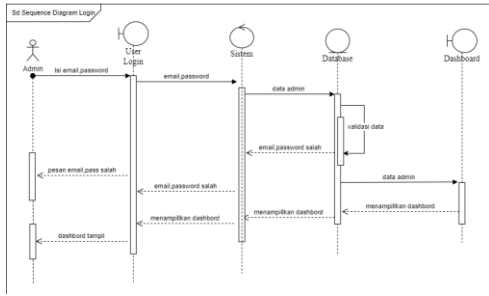 Sd Sequence Diagram Login
Admin
User
Login
Sistem
Database
Dashboard
Isi email,password
email,password
data admin
validasi data
email,password salah
pesan email,pass salah
email,password salah
data admin
menampilkan dashbord
menampilkan dashbord
menampillkan dashbord
dashbord tampil